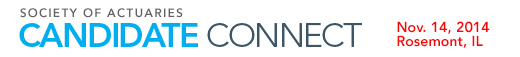 SOCIETY OF ACTUARIES
CANDIDATE CONNECT
Nov. 14, 2014
Rosemont, IL